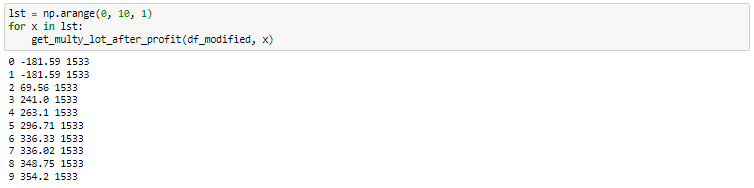 lst = np.arange(0, 10, 1)
for x in lst:
    get_multy_lot_after_profit(df_modified, x)
0 -181.59 1533
1 -181.59 1533
2 69.56 1533
3 241.0 1533
4 263.1 1533
5 296.71 1533
6 336.33 1533
7 336.02 1533
8 348.75 1533
9 354.2 1533